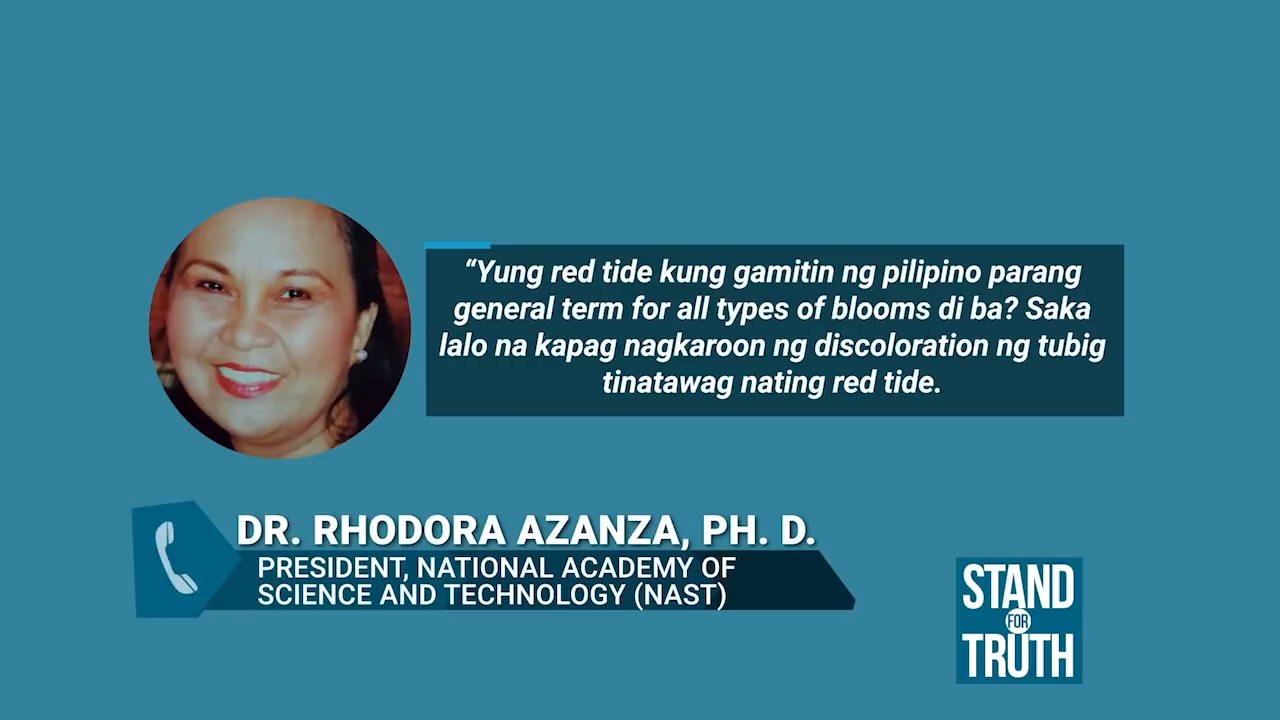 “Yung red tide kung gamitin ng pilipino parang
general term for all types of blooms di ba? Saka
lalo na kapag nagkaroon ng discoloration ng tubig
tinatawag nating red tide.
DR. RHODORA AZANZA, PH. D.
PRESIDENT, NATIONAL ACADEMY OF
SCIENCE AND TECHNOLOGY (NAST)
STAND
FOR
TRUTH